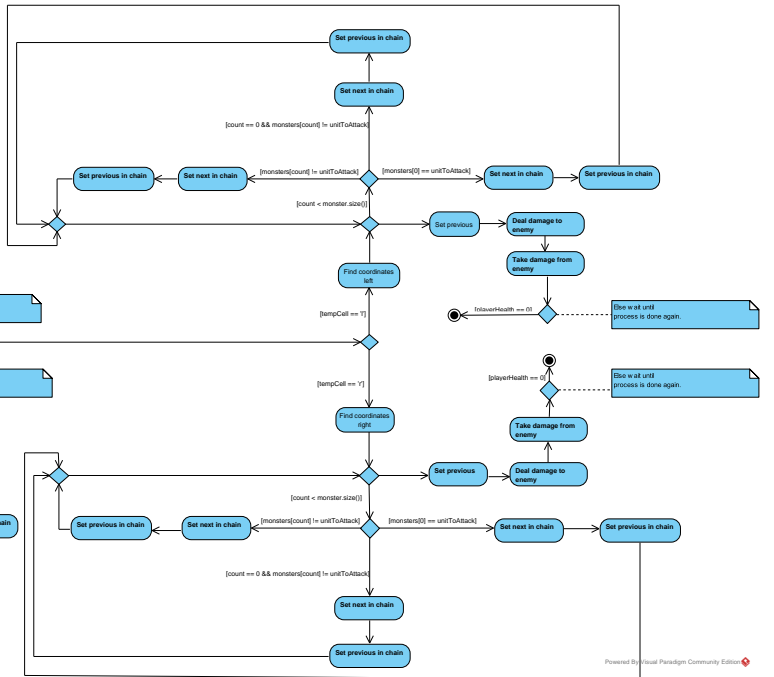 Set previous in chain
Set next in chain
[count == 0 && monsters[count] != unitToAttack]
[monsters[count] != unitToAttack]
[monsters[0] == unitToAttack]
Set previous in chain
Set next in chain
Set next in chain
Set previous in chain
[count < monster.size()]
Set previous
Deal damage to
enemy
Take damage from
enemy
Find coordinates
left
[tempCell == 'l']
[playerHealth == 0]
Else wait until
process is done again.
[tempCell == 'r']
[playerHealth == 0]
Else wait until
process is done again.
Find coordinates
right
Take damage from
enemy
Set previous
Deal damage to
enemy
[count < monster.size()]
ain
Set previous in chain
Set next in chain
[monsters[count] != unitToAttack]
[monsters[0] == unitToAttack]
Set next in chain
Set previous in chain
[count == 0 && monsters[count] != unitToAttack]
Set next in chain
Set previous in chain
Powered By Visual Paradigm Community Edition